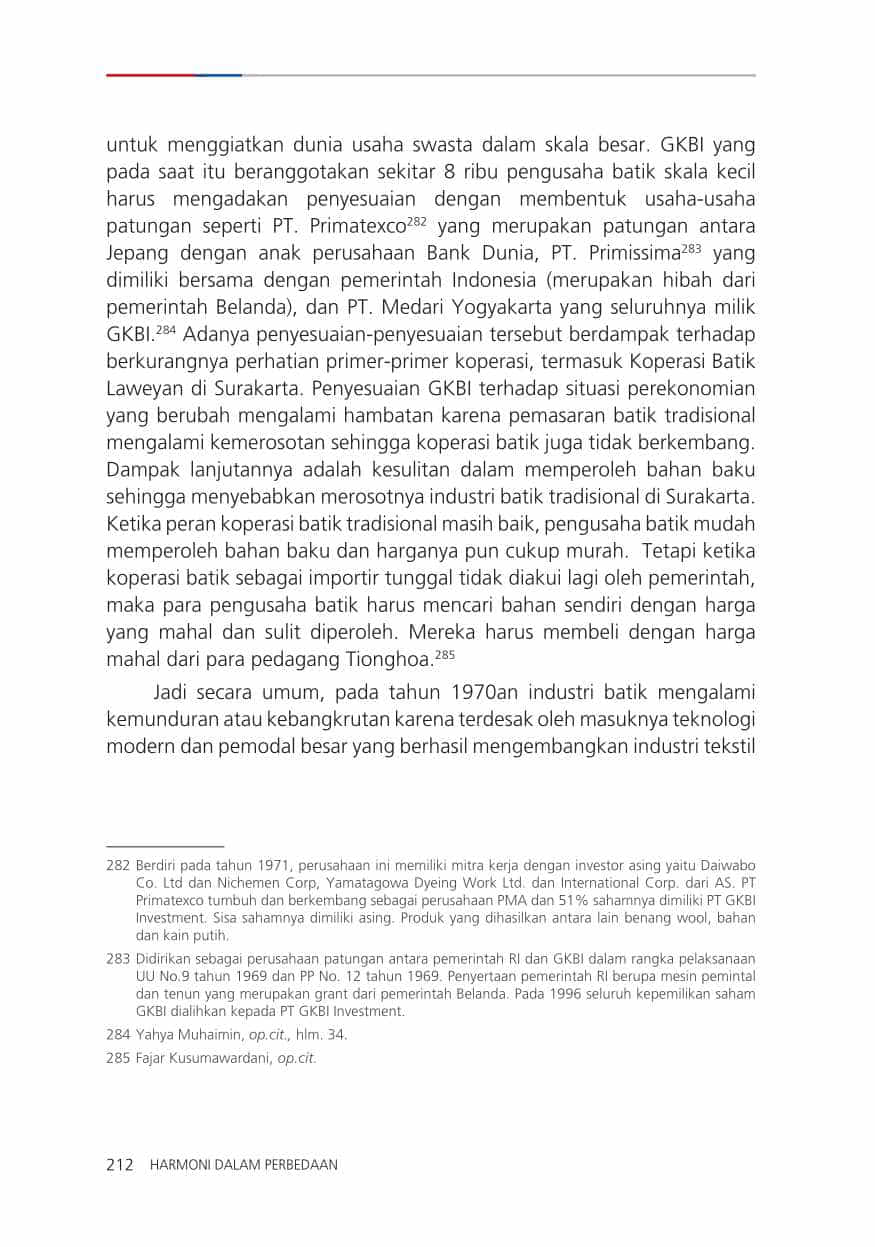 untuk menggiatkan dunia usaha swasta dalam skala besar. GKBI yang
pada saat itu beranggotakan sekitar 8 ribu pengusaha batik skala kecil
harus mengadakan penyesuaian dengan membentuk usaha-usaha
patungan seperti PT. Primatexco282 yang merupakan patungan antara
Jepang dengan anak perusahaan Bank Dunia, PT. Primissima283 yang
dimiliki bersama dengan pemerintah Indonesia (merupakan hibah dari
pemerintah Belanda), dan PT. Medari Yogyakarta yang seluruhnya milik
GKBI.284 Adanya penyesuaian-penyesuaian tersebut berdampak terhadap
berkurangnya perhatian primer-primer koperasi, termasuk Koperasi Batik
Laweyan di Surakarta. Penyesuaian GKBI terhadap situasi perekonomian
yang berubah mengalami hambatan karena pemasaran batik tradisional
mengalami kemerosotan sehingga koperasi batik juga tidak berkembang.
Dampak lanjutannya adalah kesulitan dalam memperoleh bahan baku
sehingga menyebabkan merosotnya industri batik tradisional di Surakarta.
Ketika peran koperasi batik tradisional masih baik, pengusaha batik mudah
memperoleh bahan baku dan harganya pun cukup murah. Tetapi ketika
koperasi batik sebagai importir tunggal tidak diakui lagi oleh pemerintah,
maka para pengusaha batik harus mencari bahan sendiri dengan harga
yang mahal dan sulit diperoleh. Mereka harus membeli dengan harga
mahal dari para pedagang Tionghoa.285
Jadi secara umum, pada tahun 1970an industri batik mengalami
kemunduran atau kebangkrutan karena terdesak oleh masuknya teknologi
modern dan pemodal besar yang berhasil mengembangkan industri tekstil
282 Berdiri pada tahun 1971, perusahaan ini memiliki mitra kerja dengan investor asing yaitu Daiwabo
Co. Ltd dan Nichemen Corp, Yamatagowa Dyeing Work Ltd. dan International Corp. dari AS. PT
Primatexco tumbuh dan berkembang sebagai perusahaan PMA dan 51% sahamnya dimiliki PT GKBI
Investment. Sisa sahamnya dimiliki asing. Produk yang dihasilkan antara lain benang wool, bahan
dan kain putih.
283 Didirikan sebagai perusahaan patungan antara pemerintah RI dan GKBI dalam rangka pelaksanaan
UU No.9 tahun 1969 dan PP No. 12 tahun 1969. Penyertaan pemerintah RI berupa mesin pemintal
dan tenun yang merupakan grant dari pemerintah Belanda. Pada 1996 seluruh kepemilikan saham
GKBI dialihkan kepada PT GKBI Investment.
284 Yahya Muhaimin, op.cit., hlm. 34.
285 Fajar Kusumawardani, op.cit.
212 HARMONI DALAM PERBEDAAN